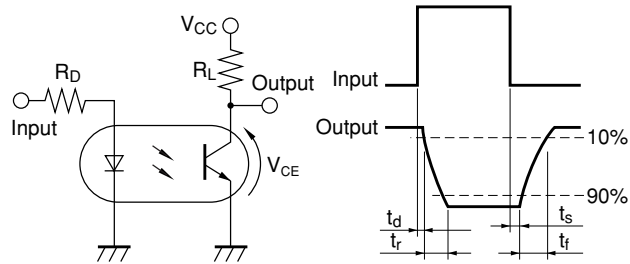 V_CC
R_D
R_L
Output
Input
V_CE
Input
Output
10%
90%
t_d
t_s
t_r
t_f